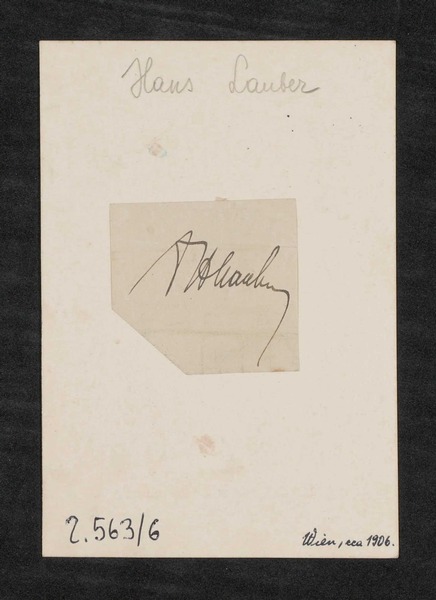 Hans Lauber
2.563/6
Wien, cca 1906.